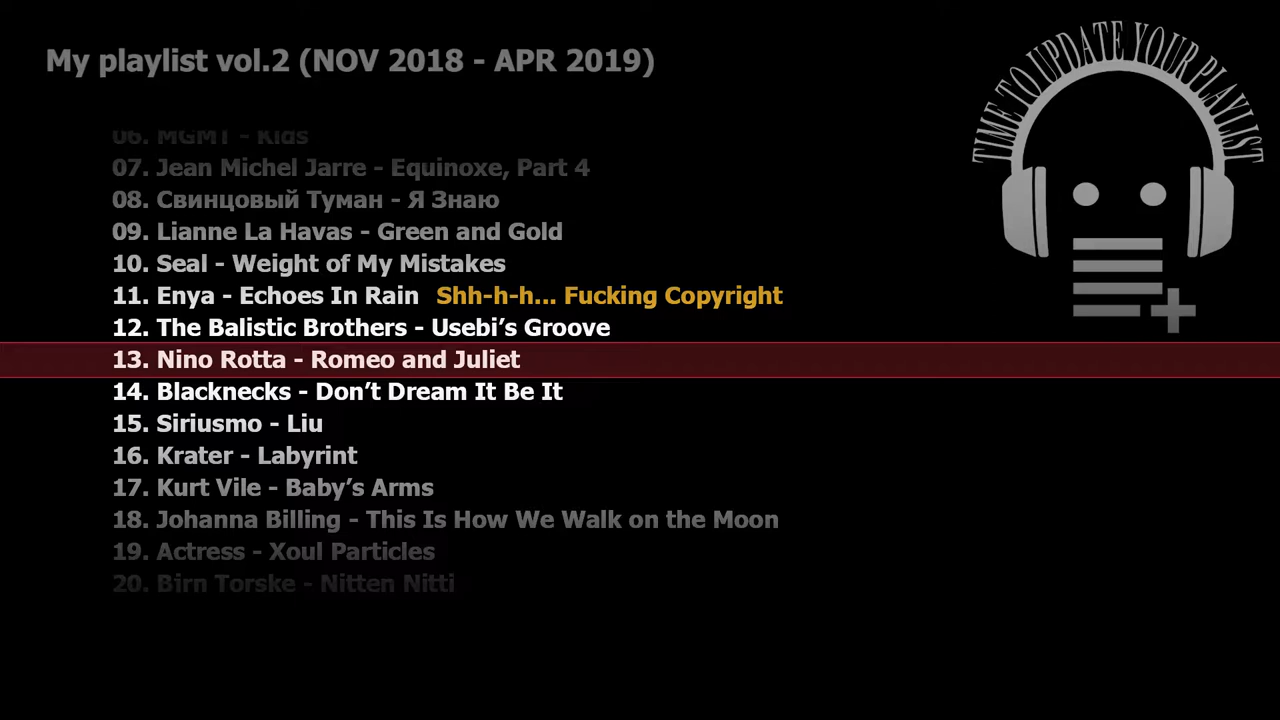 My playlist vol.2 (NOV 2018 - APR 2019)
TIME TO UPDATE YOUR PLAYLIST
06. MGMT - Kids
07. Jean Michel Jarre - Equinoxe, Part 4
08. Свинцовый Туман - Я Знаю
09. Lianne La Havas - Green and Gold
10. Seal - Weight of My Mistakes
11. Enya - Echoes In Rain Shh-h-h... Fucking Copyright
12. The Balistic Brothers - Usebi’s Groove
13. Nino Rotta - Romeo and Juliet
14. Blacknecks - Don’t Dream It Be It
15. Siriusmo - Liu
16. Krater - Labyrint
17. Kurt Vile - Baby’s Arms
18. Johanna Billing - This Is How We Walk on the Moon
19. Actress - Xoul Particles
20. Bjrn Torske - Nitten Nitti